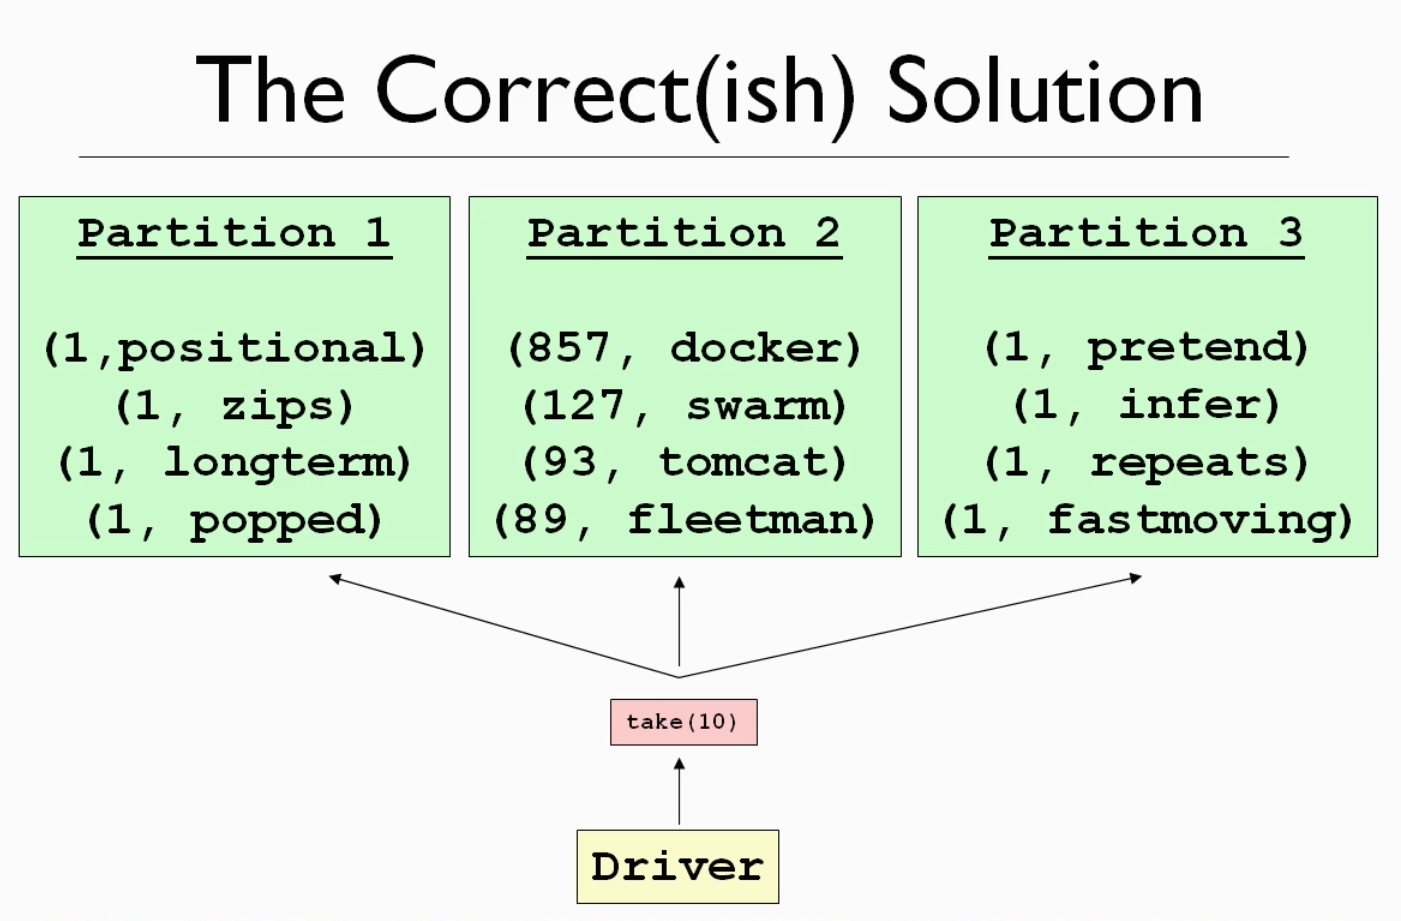 The Correct(ish) Solution
Partition 1
(1,positional)
(1, zips)
(1, longterm)
(1, popped)
Partition 2
(857, docker)
(127, swarm)
(93, tomcat)
(89, fleetman)
Partition 3
(1, pretend)
(1, infer)
(1, repeats)
(1, fastmoving)
take(10)
Driver